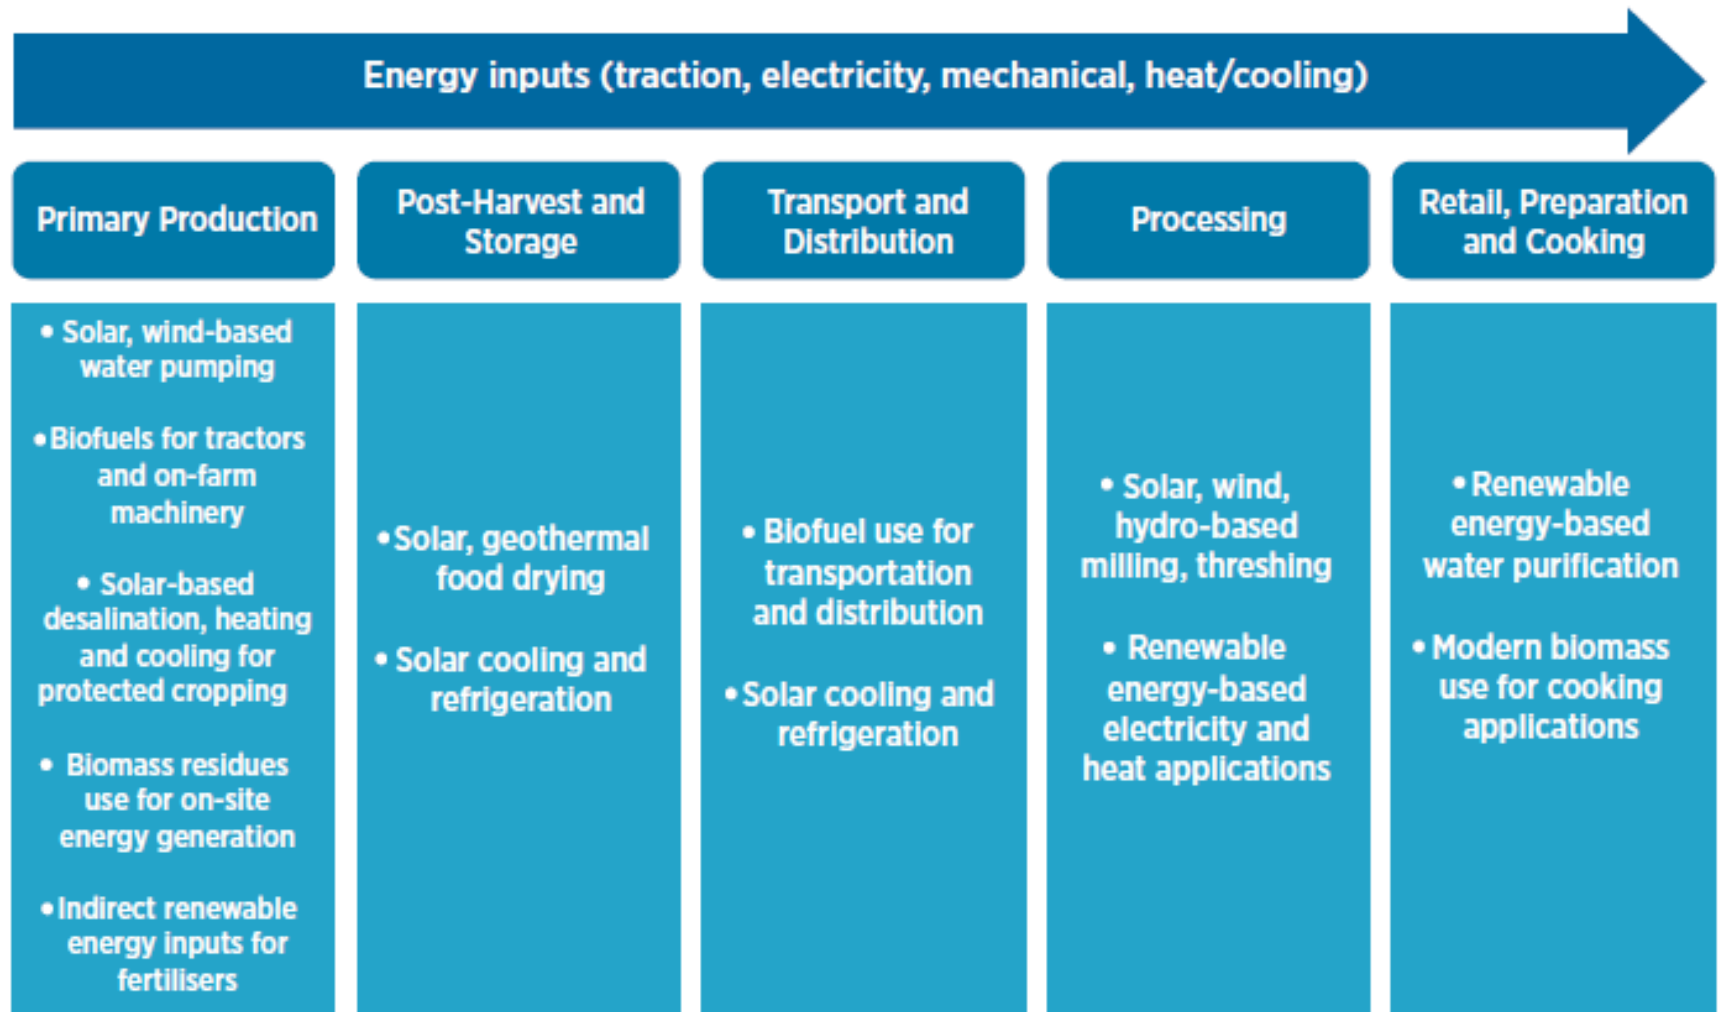 Energy inputs (traction, electricity, mechanical, heat/cooling)
Primary Production
• Solar, wind-based
water pumping
• Biofuels for tractors
and on-farm
machinery
• Solar-based
desalination, heating
and cooling for
protected cropping
• Biomass residues
use for on-site
energy generation
• Indirect renewable
energy inputs for
fertilisers
Post-Harvest and
Storage
• Solar, geothermal
food drying
• Solar cooling and
refrigeration
Transport and
Distribution
• Biofuel use for
transportation
and distribution
• Solar cooling and
refrigeration
Processing
• Solar, wind,
hydro-based
milling, threshing
• Renewable
energy-based
electricity and
heat applications
Retail, Preparation
and Cooking
• Renewable
energy-based
water purification
• Modern biomass
use for cooking
applications